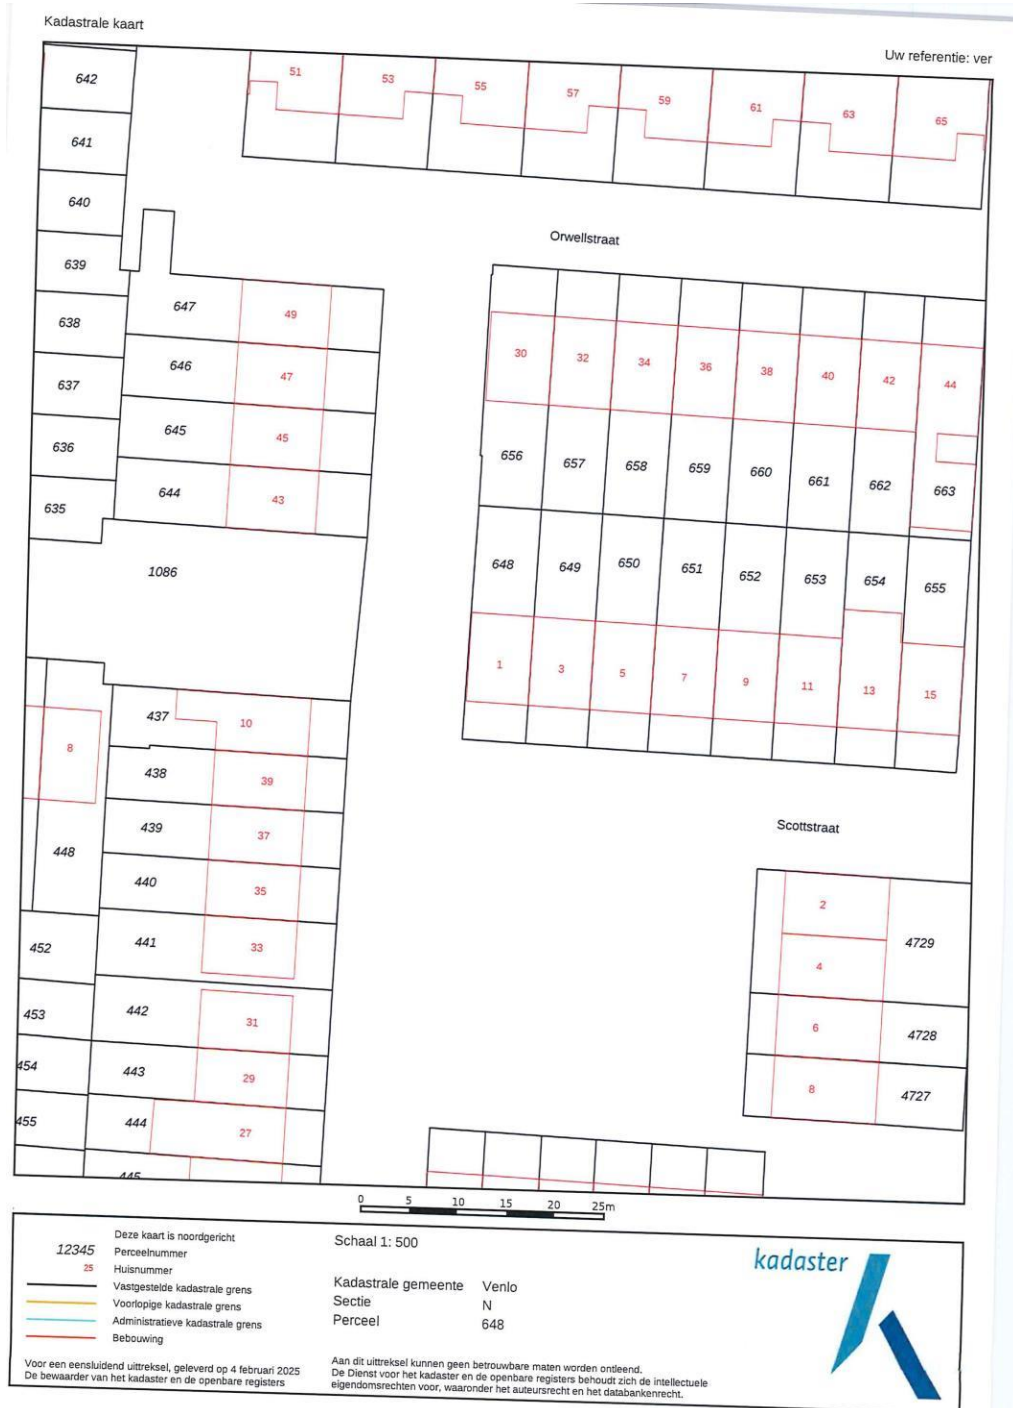 Kadastrale kaart
Uw referentie: ver
51 53 55 57 59 61 63 65
642
641
640
639
638
637
636
635
Orwellstraat
647 49
646 47
645 45
644 43
1086
30 32 34 36 38 40 42 44
656 657 658 659 660 661 662 663
648 649 650 651 652 653 654 655
1 3 5 7 9 11 13 15
437 10
8
438 39
439 37
448
440 35
441 33
452
442 31
453
443 29
454
444 27
455
445
Scottstraat
2
4729
4
6 4728
8 4727
0 5 10 15 20 25m
Deze kaart is noordgericht
12345 Perceelnummer
25 Huisnummer
Vastgestelde kadastrale grens
Voorlopige kadastrale grens
Administratieve kadastrale grens
Bebouwing
Voor een eensluidend uittreksel, geleverd op 4 februari 2025
De bewaarder van het kadaster en de openbare registers
Schaal 1: 500
Kadastrale gemeente Venlo
Sectie N
Perceel 648
Aan dit uittreksel kunnen geen betrouwbare maten worden ontleend.
De Dienst voor het kadaster en de openbare registers behoudt zich de intellectuele
eigendomsrechten voor, waaronder het auteursrecht en het databankenrecht.
kadaster